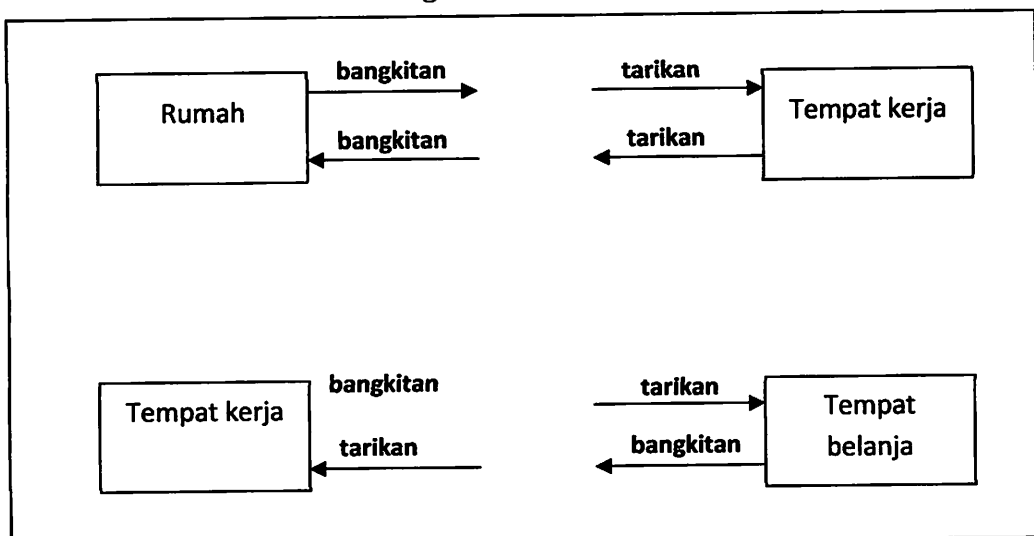 bangkitan
tarikan
Rumah
Tempat kerja
bangkitan
tarikan
bangkitan
tarikan
Tempat kerja
Tempat
belanja
tarikan
bangkitan